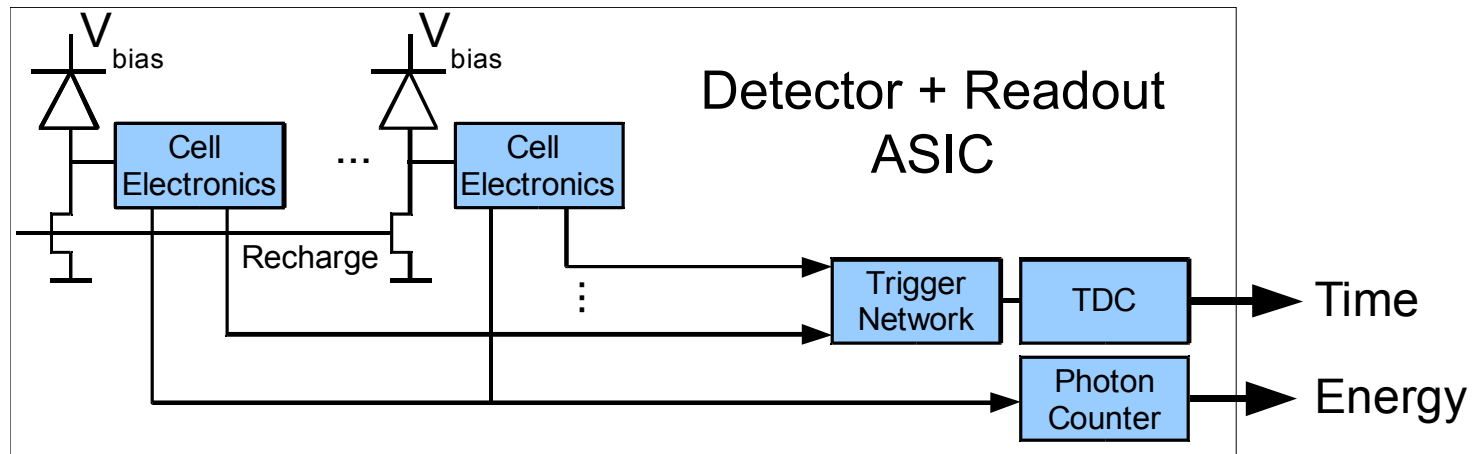 V bias
V bias
Detector + Readout
ASIC
Cell
Electronics
...
Cell
Electronics
Recharge
...
Trigger
Network
TDC
Time
Photon
Counter
Energy